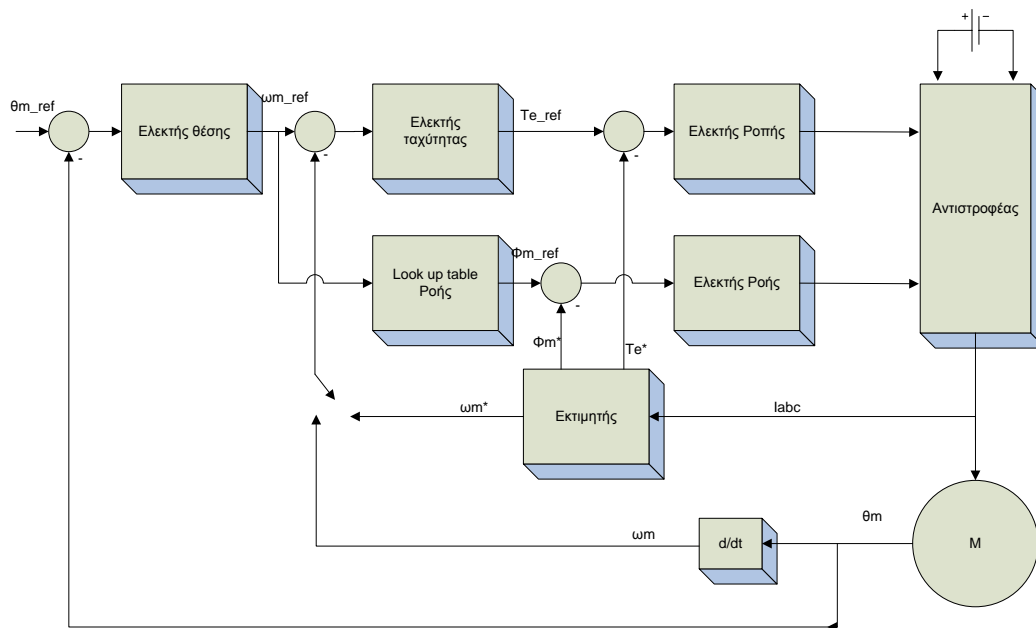 + −
θm_ref
ωm_ref
Te_ref
Ελεκτής θέσης
Ελεκτής
ταχύτητας
Ελεκτής Ροπής
Αντιστροφέας
-
-
-
Φm_ref
Look up table
Ροής
Ελεκτής Ροής
-
Φm*
Te*
ωm*
Εκτιμητής
Iabc
θm
ωm
d/dt
M